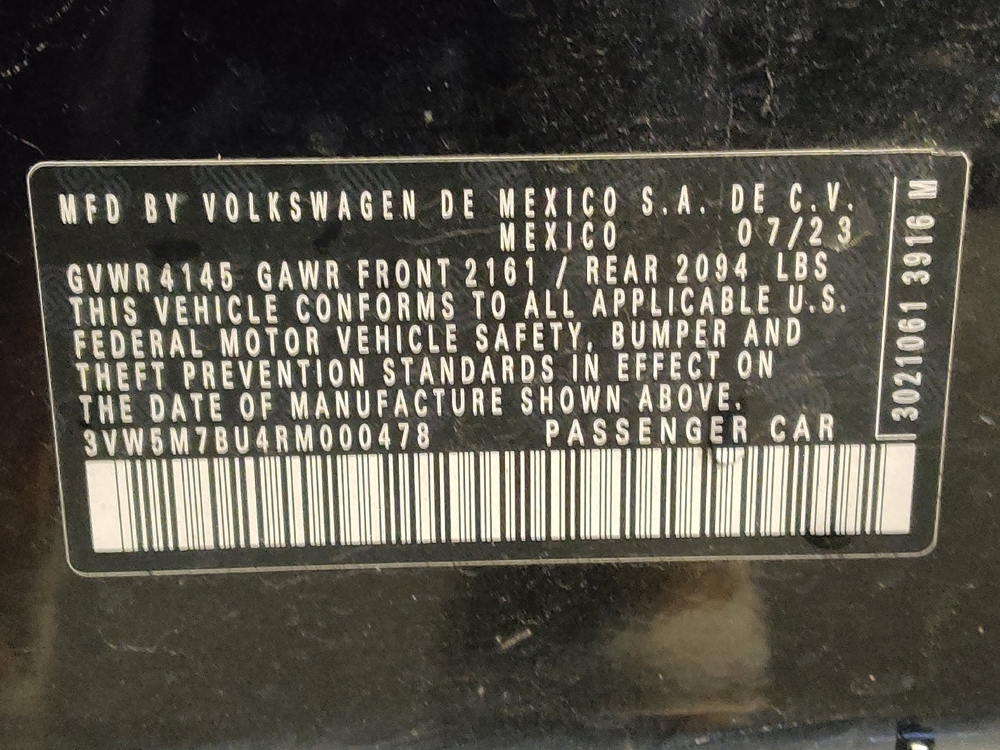 MFD BY VOLKSWAGEN DE MEXICO S.A. DE C.V.
MEXICO 07/23
GVWR 4145 GAWR FRONT 2161 / REAR 2094 LBS
THIS VEHICLE CONFORMS TO ALL APPLICABLE U.S.
FEDERAL MOTOR VEHICLE SAFETY, BUMPER AND
THEFT PREVENTION STANDARDS IN EFFECT ON
THE DATE OF MANUFACTURE SHOWN ABOVE.
3VW5M7BU4RM000478 PASSENGER CAR
3021061 3916 M